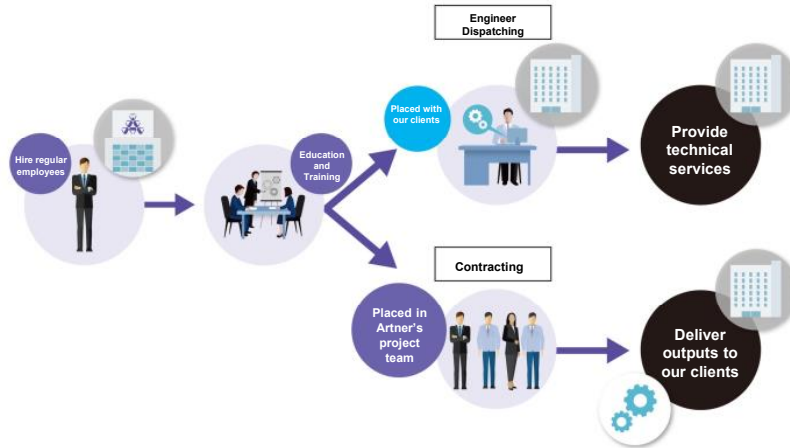 Engineer
Dispatching
Placed with
our clients
Provide
technical
services
Hire regular
employees
Education
and
Training
Contracting
Placed in
Artner's
project
team
Deliver
outputs to
our clients